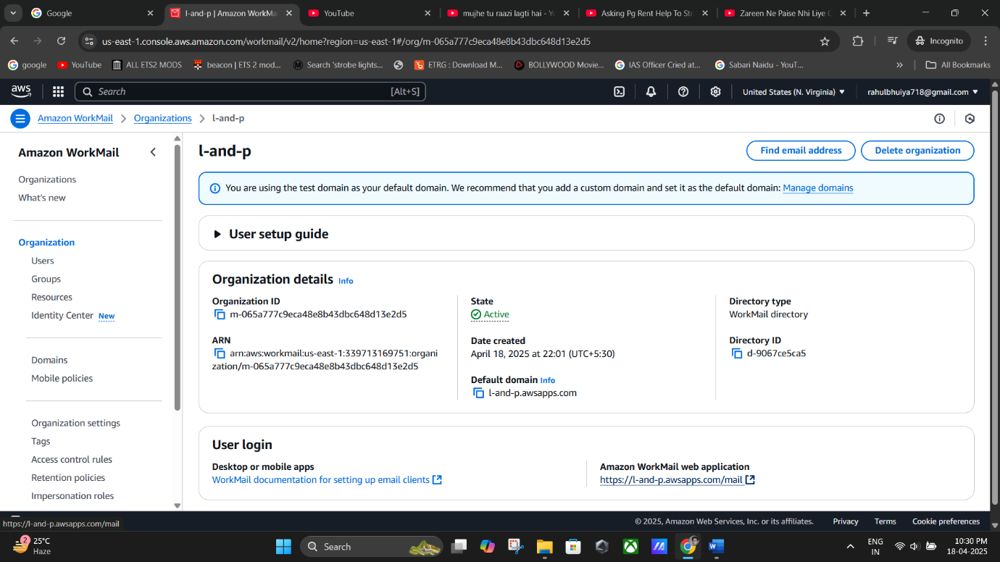 Google
l-and-p | Amazon WorkMa
YouTube
mujhe tu raazi lagti hai - Yo
Asking Pg Rent Help To Str
Zareen Ne Paise Nhi Liye
us-east-1.console.aws.amazon.com/workmail/v2/home?region=us-east-1#/org/m-065a777c9eca48e8b43dbc648d13e2d5
Incognito
google
YouTube
ALL ETS2 MODS
beacon | ETS 2 mod...
Search 'strobe lights...
ETRG : Download M...
BOLLYWOOD Movie...
IAS Officer Cried at...
Sabari Naidu - YouT...
»
All Bookmarks
aws
Search [Alt+S]
United States (N. Virginia)
rahulbhuiya718@gmail.com
Amazon WorkMail
Organizations
l-and-p
Amazon WorkMail
Organizations
What's new
Organization
Users
Groups
Resources
Identity Center New
Domains
Mobile policies
Organization settings
Tags
Access control rules
Retention policies
Impersonation roles
l-and-p
Find email address
Delete organization
You are using the test domain as your default domain. We recommend that you add a custom domain and set it as the default domain: Manage domains
User setup guide
Organization details Info
Organization ID
m-065a777c9eca48e8b43dbc648d13e2d5
ARN
arn:aws:workmail:us-east-1:339713169751:organi
zation/m-065a777c9eca48e8b43dbc648d13e2d5
State
Active
Date created
April 18, 2025 at 22:01 (UTC+5:30)
Default domain Info
l-and-p.awsapps.com
Directory type
WorkMail directory
Directory ID
d-9067ce5ca5
User login
Desktop or mobile apps
WorkMail documentation for setting up email clients
Amazon WorkMail web application
https://l-and-p.awsapps.com/mail
https://l-and-p.awsapps.com/mail
© 2025, Amazon Web Services, Inc. or its affiliates.
Privacy
Terms
Cookie preferences
2
25°C
Haze
Search
ENG
IN
10:30 PM
18-04-2025